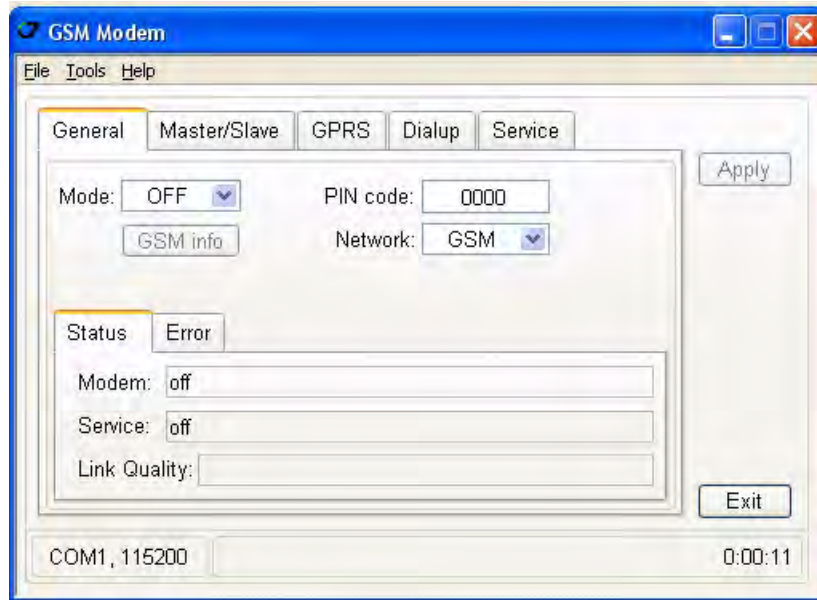 GSM Modem
File Tools Help
General Master/Slave GPRS Dialup Service
Apply
Mode: OFF PIN code: 0000
GSM info Network: GSM
Status Error
Modem: off
Service: off
Link Quality:
Exit
COM1, 115200 0:00:11